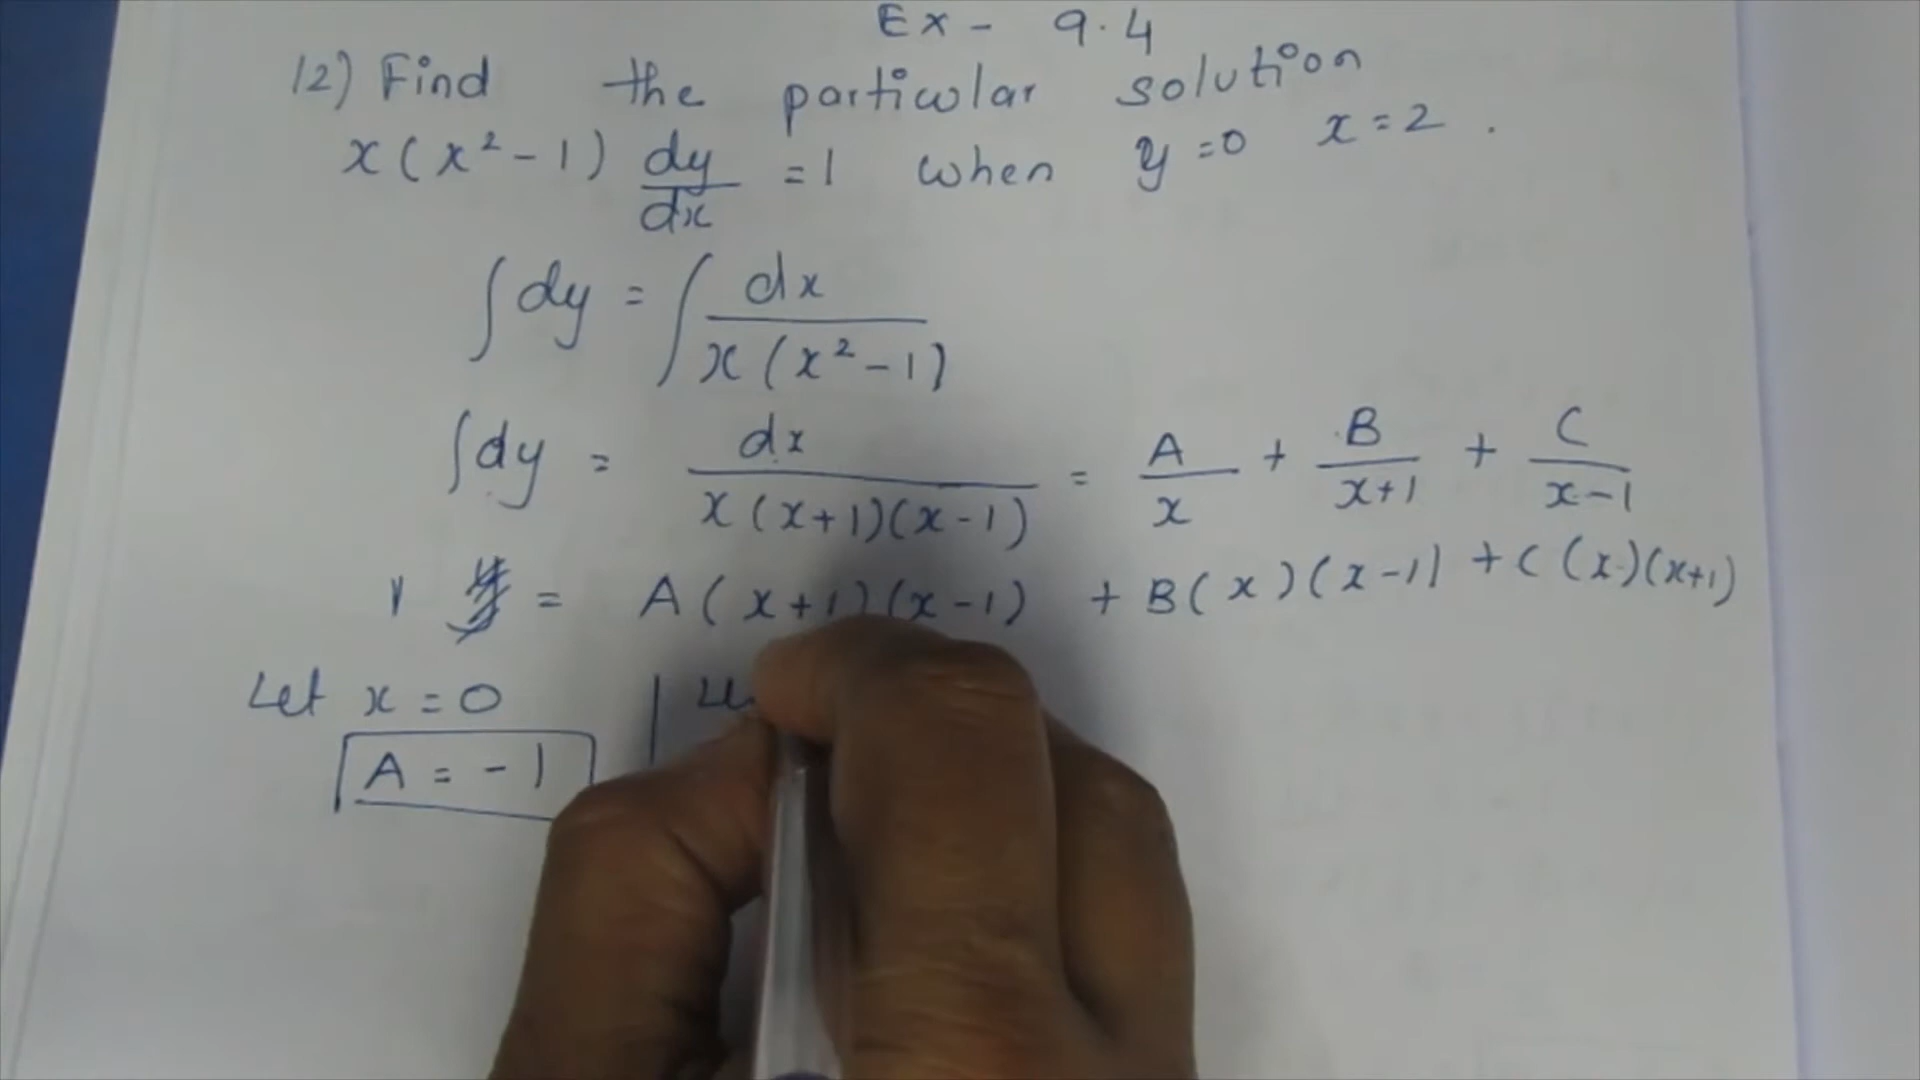 Ex - 9.4
12) Find the particular solution
x(x² - 1) dy/dx = 1 when y = 0 x = 2 .
∫ dy = ∫ dx / x(x² - 1)
∫ dy = dx / x(x+1)(x-1) = A/x + B/x+1 + C/x-1
1 = A(x+1)(x-1) + B(x)(x-1) + C(x)(x+1)
Let x = 0
A = -1